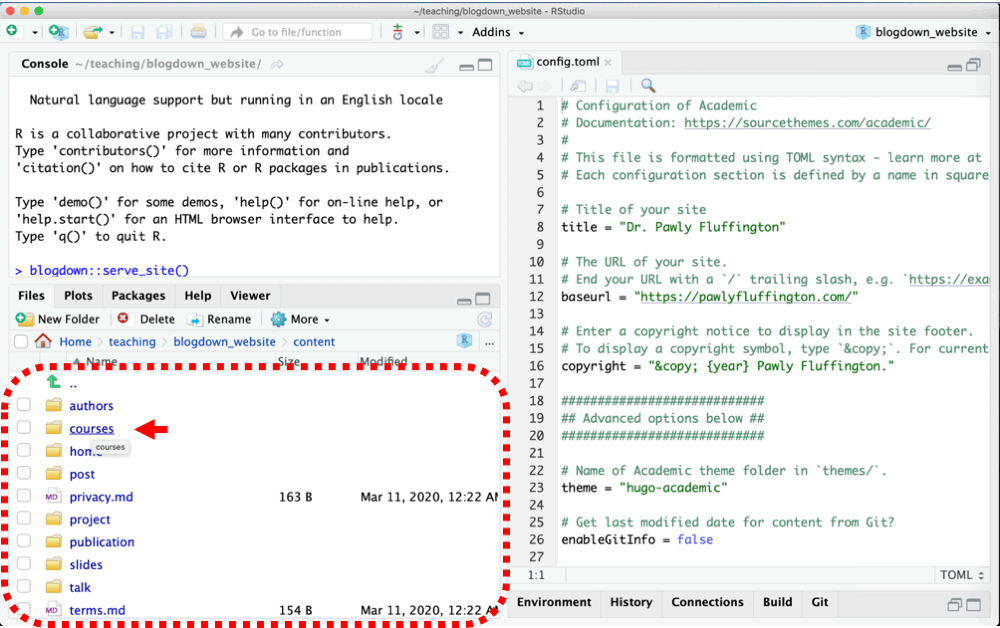 ~/teaching/blogdown_website - RStudio
Go to file/function
Addins
blogdown_website
Console ~/teaching/blogdown_website/
Natural language support but running in an English locale
R is a collaborative project with many contributors.
Type 'contributors()' for more information and
'citation()' on how to cite R or R packages in publications.
Type 'demo()' for some demos, 'help()' for on-line help, or
'help.start()' for an HTML browser interface to help.
Type 'q()' to quit R.
> blogdown::serve_site()
Files Plots Packages Help Viewer
New Folder Delete Rename More
Home teaching blogdown_website content ...
Name Size Modified
..
authors
courses
courses
home
post
MD privacy.md 163 B Mar 11, 2020, 12:22 AM
project
publication
slides
talk
MD terms.md 154 B Mar 11, 2020, 12:22 AM
TOML config.toml
1 # Configuration of Academic
2 # Documentation: https://sourcethemes.com/academic/
3 #
4 # This file is formatted using TOML syntax - learn more at
5 # Each configuration section is defined by a name in square
6
7 # Title of your site
8 title = "Dr. Pawly Fluffington"
9
10 # The URL of your site.
11 # End your URL with a `/` trailing slash, e.g. `https://exa
12 baseurl = "https://pawlyfluffington.com/"
13
14 # Enter a copyright notice to display in the site footer.
15 # To display a copyright symbol, type `&copy;`. For current
16 copyright = "&copy; {year} Pawly Fluffington."
17
18 ############################
19 ## Advanced options below ##
20 ############################
21
22 # Name of Academic theme folder in `themes/`.
23 theme = "hugo-academic"
24
25 # Get last modified date for content from Git?
26 enableGitInfo = false
27
1:1 TOML
Environment History Connections Build Git